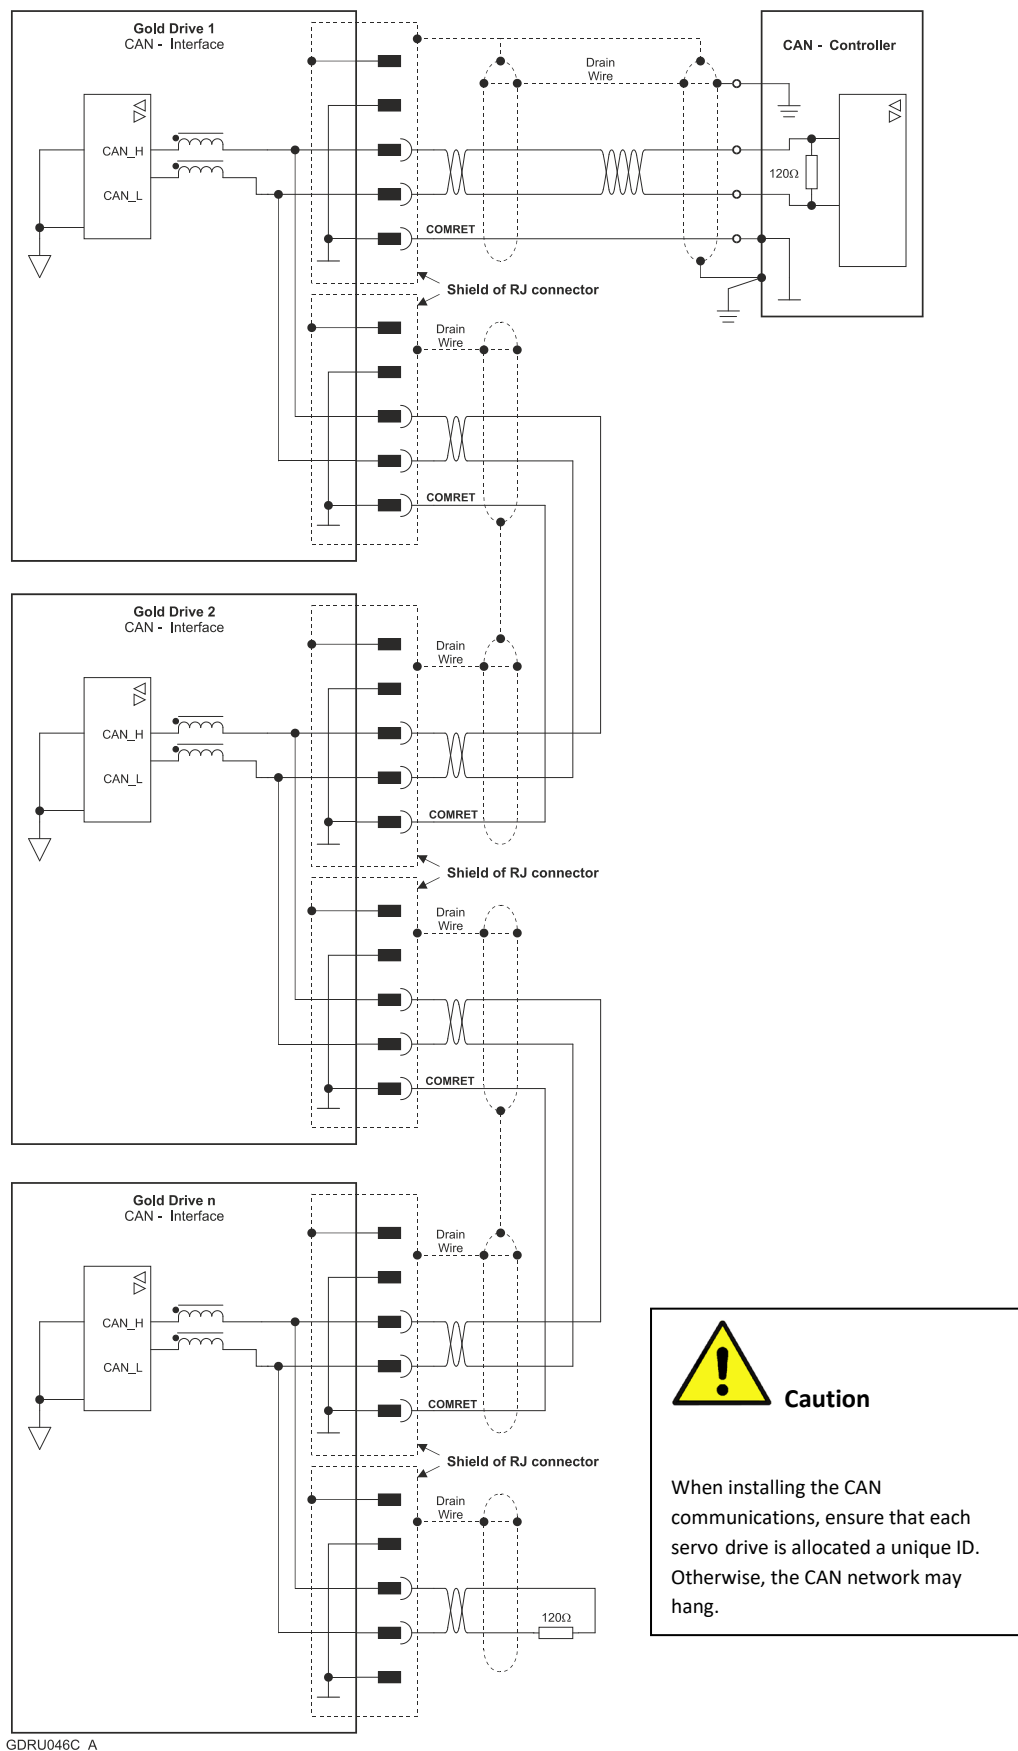 Gold Drive 1
CAN - Interface
CAN - Controller
Drain
Wire
CAN_H
CAN_L
120Ω
COMRET
Shield of RJ connector
Drain
Wire
COMRET
Gold Drive 2
CAN - Interface
Drain
Wire
CAN_H
CAN_L
COMRET
Shield of RJ connector
Drain
Wire
COMRET
Gold Drive n
CAN - Interface
Drain
Wire
CAN_H
CAN_L
COMRET
Shield of RJ connector
Drain
Wire
120Ω
Caution
When installing the CAN
communications, ensure that each
servo drive is allocated a unique ID.
Otherwise, the CAN network may
hang.
GDRU046C_A